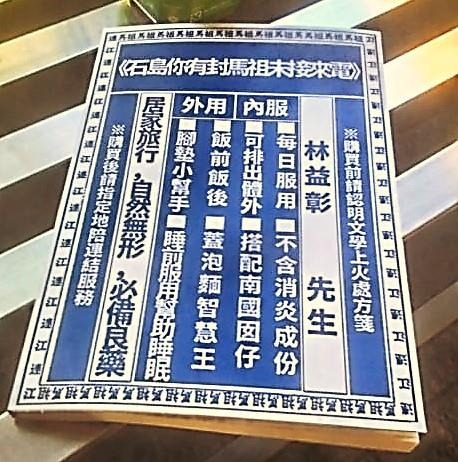 《石島你有封馬祖未接來電》
※購買前請認明文學上火處方箋
林益彰 先生
內服
■每日服用 ■不含消炎成份
■可排出體外 ■搭配南國囡仔
外用
■飯前飯後 ■蓋泡麵智慧王
■腳墊小幫手 ■睡前服用幫助睡眠
居家旅行，自然無形，必備良藥
※購買後請指定地陪連結服務